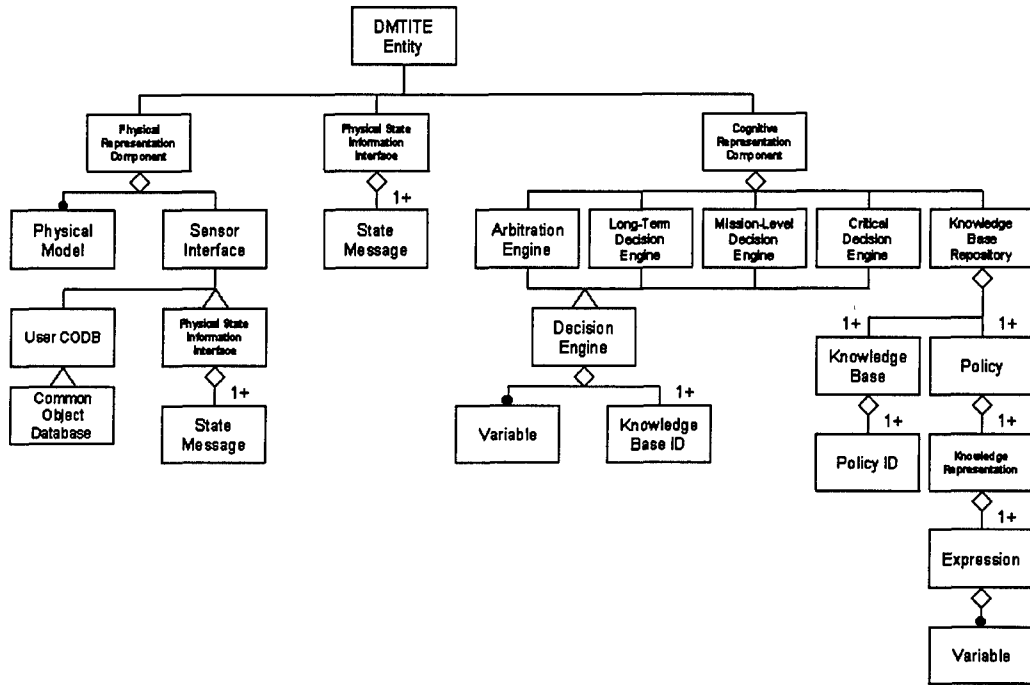 DMTITE
Entity
Physical
Representation
Component
Physical State
Information
Interface
Cognitive
Representation
Component
1+
Physical
Model
Sensor
Interface
State
Message
Arbitration
Engine
Long-Term
Decision
Engine
Mission-Level
Decision
Engine
Critical
Decision
Engine
Knowledge
Base
Repository
User CODB
Physical State
Information
Interface
Decision
Engine
1+
1+
Knowledge
Base
Policy
1+
1+
1+
1+
Common
Object
Database
State
Message
Variable
Knowledge
Base ID
Policy ID
Knowledge
Representation
1+
Expression
Variable